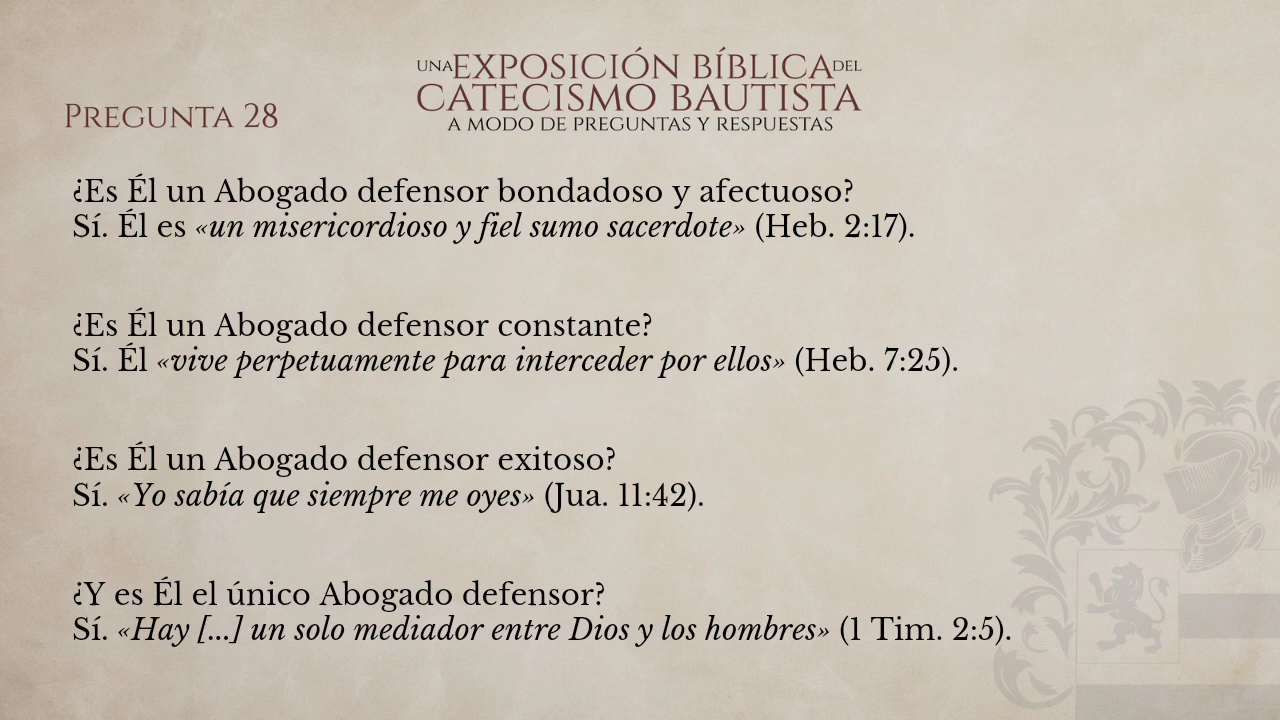 UNA EXPOSICIÓN BÍBLICA DEL
CATECISMO BAUTISTA
A MODO DE PREGUNTAS Y RESPUESTAS
PREGUNTA 28
¿Es Él un Abogado defensor bondadoso y afectuoso?
Sí. Él es «un misericordioso y fiel sumo sacerdote» (Heb. 2:17).
¿Es Él un Abogado defensor constante?
Sí. Él «vive perpetuamente para interceder por ellos» (Heb. 7:25).
¿Es Él un Abogado defensor exitoso?
Sí. «Yo sabía que siempre me oyes» (Jua. 11:42).
¿Y es Él el único Abogado defensor?
Sí. «Hay [...] un solo mediador entre Dios y los hombres» (1 Tim. 2:5).